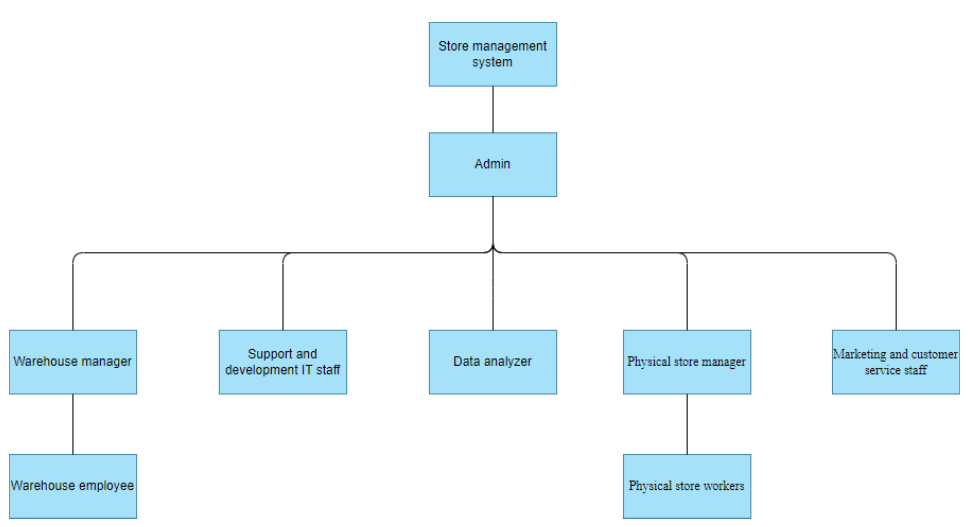 Store management
system
Admin
Warehouse manager
Support and
development IT staff
Data analyzer
Physical store manager
Marketing and customer
service staff
Warehouse employee
Physical store workers